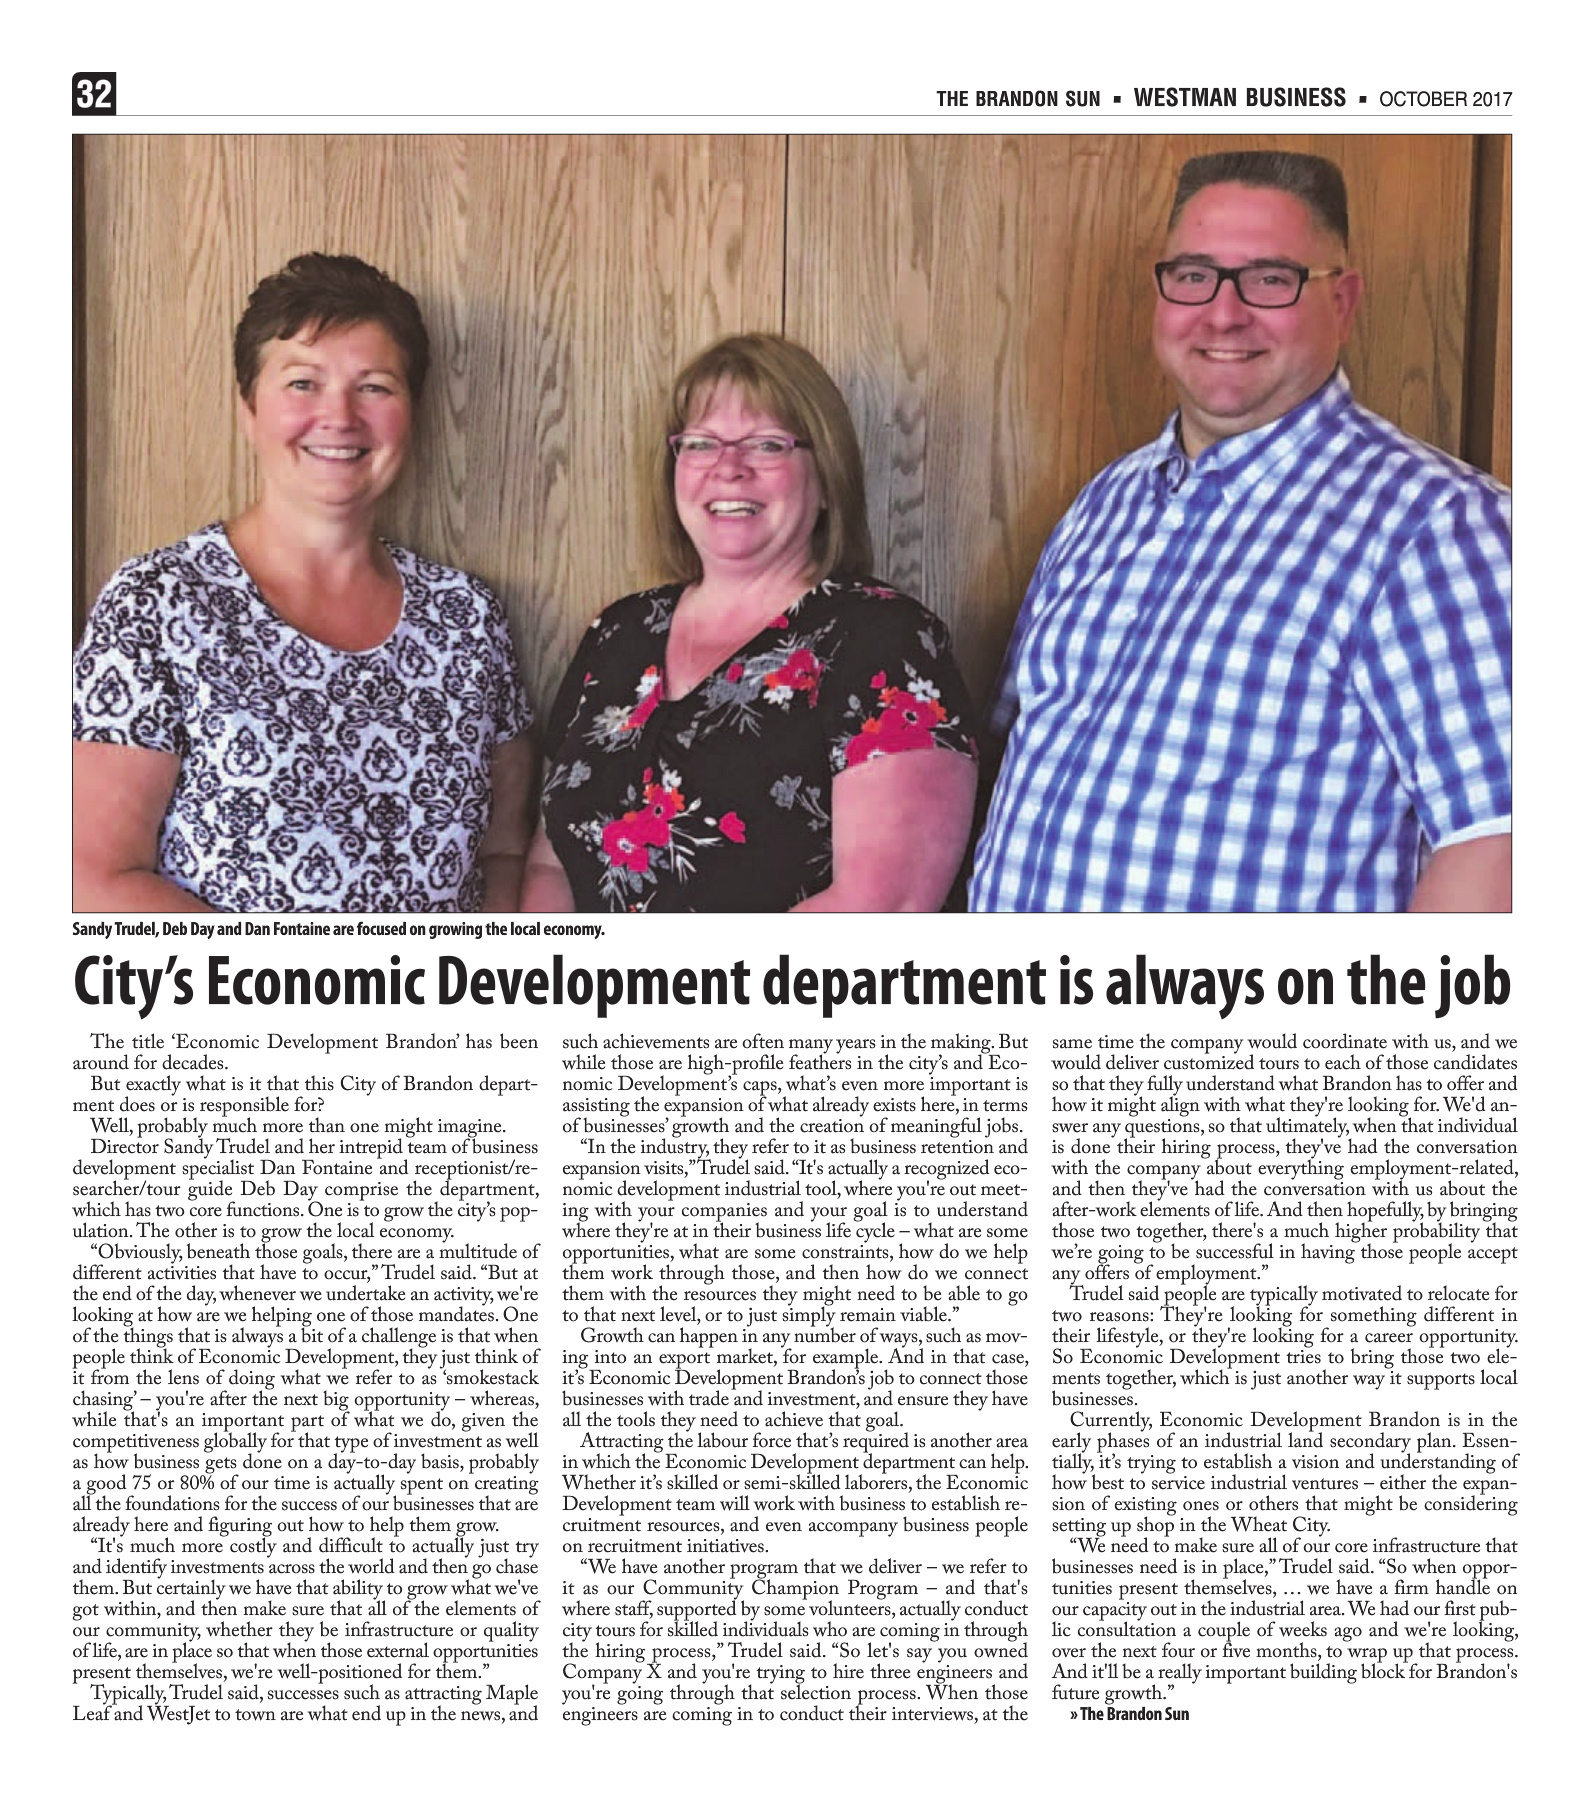 32
THE BRANDON SUN ▪ WESTMAN BUSINESS ▪ OCTOBER 2017
Sandy Trudel, Deb Day and Dan Fontaine are focused on growing the local economy.
City’s Economic Development department is always on the job
The title ‘Economic Development Brandon’ has been
around for decades.
But exactly what is it that this City of Brandon depart-
ment does or is responsible for?
Well, probably much more than one might imagine.
Director Sandy Trudel and her intrepid team of business
development specialist Dan Fontaine and receptionist/re-
searcher/tour guide Deb Day comprise the department,
which has two core functions. One is to grow the city’s pop-
ulation. The other is to grow the local economy.
“Obviously, beneath those goals, there are a multitude of
different activities that have to occur,” Trudel said. “But at
the end of the day, whenever we undertake an activity, we're
looking at how are we helping one of those mandates. One
of the things that is always a bit of a challenge is that when
people think of Economic Development, they just think of
it from the lens of doing what we refer to as ‘smokestack
chasing’ – you're after the next big opportunity – whereas,
while that's an important part of what we do, given the
competitiveness globally for that type of investment as well
as how business gets done on a day-to-day basis, probably
a good 75 or 80% of our time is actually spent on creating
all the foundations for the success of our businesses that are
already here and figuring out how to help them grow.
“It's much more costly and difficult to actually just try
and identify investments across the world and then go chase
them. But certainly we have that ability to grow what we've
got within, and then make sure that all of the elements of
our community, whether they be infrastructure or quality
of life, are in place so that when those external opportunities
present themselves, we're well-positioned for them.”
Typically, Trudel said, successes such as attracting Maple
Leaf and WestJet to town are what end up in the news, and
such achievements are often many years in the making. But
while those are high-profile feathers in the city’s and Eco-
nomic Development’s caps, what’s even more important is
assisting the expansion of what already exists here, in terms
of businesses’ growth and the creation of meaningful jobs.
“In the industry, they refer to it as business retention and
expansion visits,” Trudel said. “It's actually a recognized eco-
nomic development industrial tool, where you're out meet-
ing with your companies and your goal is to understand
where they're at in their business life cycle – what are some
opportunities, what are some constraints, how do we help
them work through those, and then how do we connect
them with the resources they might need to be able to go
to that next level, or to just simply remain viable.”
Growth can happen in any number of ways, such as mov-
ing into an export market, for example. And in that case,
it’s Economic Development Brandon’s job to connect those
businesses with trade and investment, and ensure they have
all the tools they need to achieve that goal.
Attracting the labour force that’s required is another area
in which the Economic Development department can help.
Whether it’s skilled or semi-skilled laborers, the Economic
Development team will work with business to establish re-
cruitment resources, and even accompany business people
on recruitment initiatives.
“We have another program that we deliver – we refer to
it as our Community Champion Program – and that's
where staff, supported by some volunteers, actually conduct
city tours for skilled individuals who are coming in through
the hiring process,” Trudel said. “So let's say you owned
Company X and you're trying to hire three engineers and
you're going through that selection process. When those
engineers are coming in to conduct their interviews, at the
same time the company would coordinate with us, and we
would deliver customized tours to each of those candidates
so that they fully understand what Brandon has to offer and
how it might align with what they're looking for. We'd an-
swer any questions, so that ultimately, when that individual
is done their hiring process, they've had the conversation
with the company about everything employment-related,
and then they've had the conversation with us about the
after-work elements of life. And then hopefully, by bringing
those two together, there's a much higher probability that
we’re going to be successful in having those people accept
any offers of employment.”
Trudel said people are typically motivated to relocate for
two reasons: They're looking for something different in
their lifestyle, or they're looking for a career opportunity.
So Economic Development tries to bring those two ele-
ments together, which is just another way it supports local
businesses.
Currently, Economic Development Brandon is in the
early phases of an industrial land secondary plan. Essen-
tially, it’s trying to establish a vision and understanding of
how best to service industrial ventures – either the expan-
sion of existing ones or others that might be considering
setting up shop in the Wheat City.
“We need to make sure all of our core infrastructure that
businesses need is in place,” Trudel said. “So when oppor-
tunities present themselves, … we have a firm handle on
our capacity out in the industrial area. We had our first pub-
lic consultation a couple of weeks ago and we're looking,
over the next four or five months, to wrap up that process.
And it'll be a really important building block for Brandon's
future growth.”
» The Brandon Sun